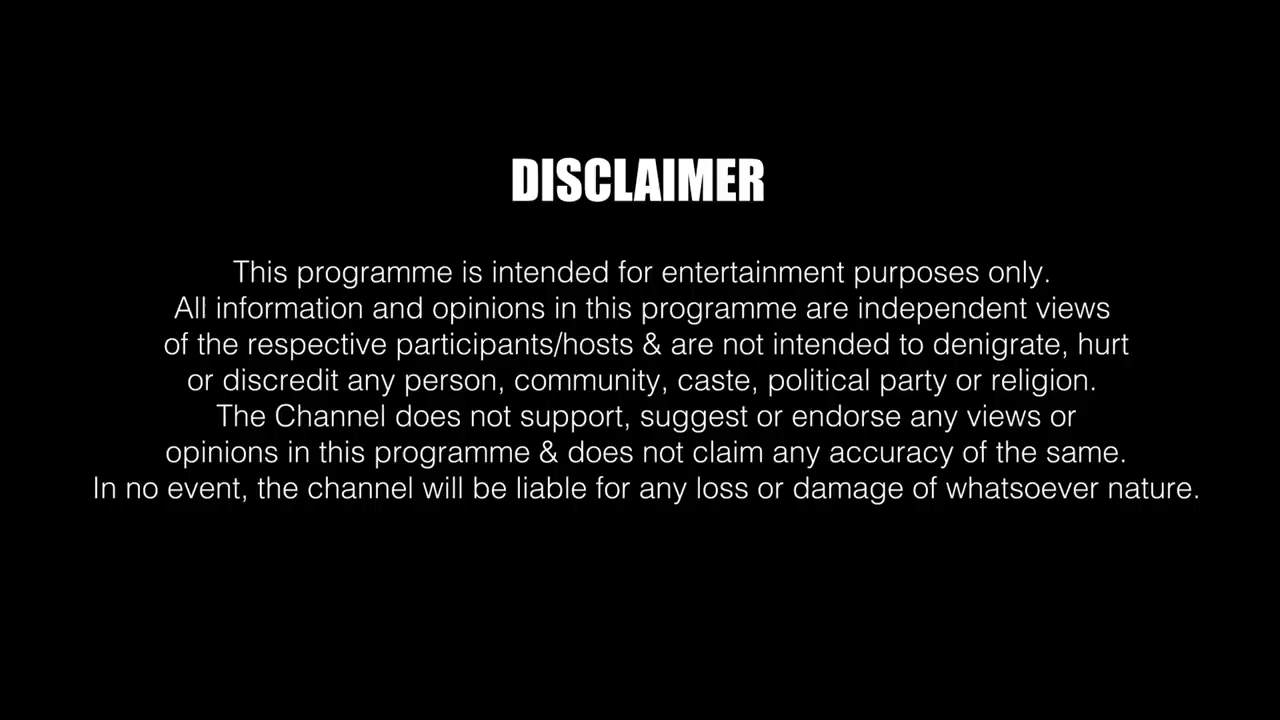 DISCLAIMER
This programme is intended for entertainment purposes only.
All information and opinions in this programme are independent views
of the respective participants/hosts & are not intended to denigrate, hurt
or discredit any person, community, caste, political party or religion.
The Channel does not support, suggest or endorse any views or
opinions in this programme & does not claim any accuracy of the same.
In no event, the channel will be liable for any loss or damage of whatsoever nature.